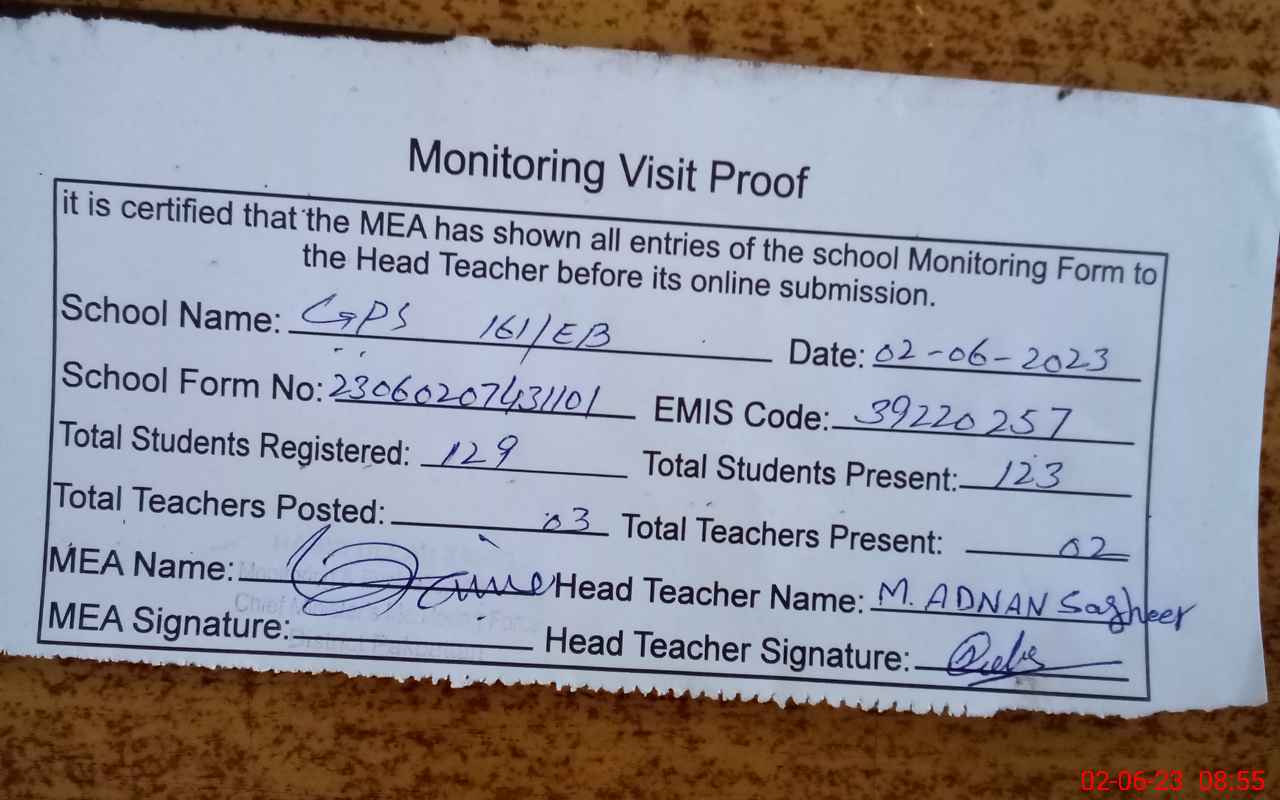 Monitoring Visit Proof
it is certified that the MEA has shown all entries of the school Monitoring Form to
the Head Teacher before its online submission.
School Name: GPS 161/EB Date: 02-06-2023
School Form No: 23060207431101 EMIS Code: 39220257
Total Students Registered: 129 Total Students Present: 123
Total Teachers Posted: 03 Total Teachers Present: 02
MEA Name: Head Teacher Name: M. ADNAN Sagheer
MEA Signature: Head Teacher Signature:
02-06-23 08:55